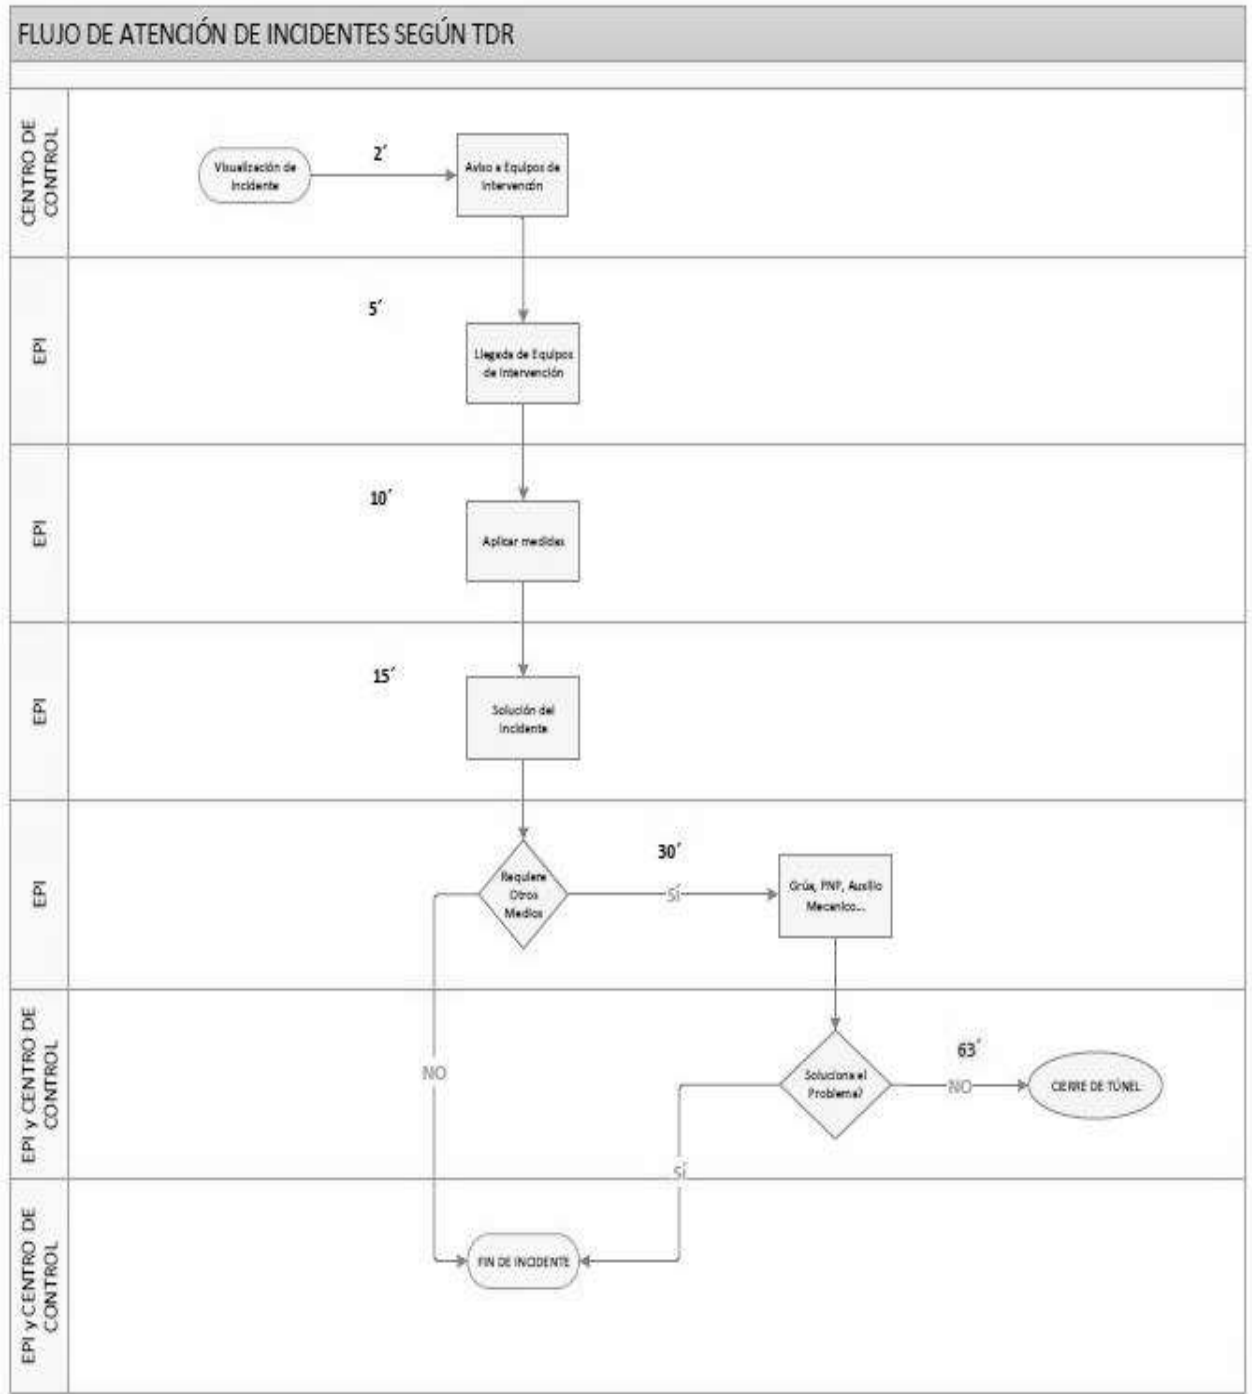 FLUJO DE ATENCIÓN DE INCIDENTES SEGÚN TDR
CENTRO DE
CONTROL
Visualización de
Incidente
2´
Aviso a Equipos de
Intervención
EPI
5´
Llegada de Equipos
de Intervención
EPI
10´
Aplicar medidas
EPI
15´
Solución del
Incidente
EPI
Requiere
Otros
Medios
30´
SÍ
Grúa, PNP, Auxilio
Mecanico...
EPI y CENTRO DE
CONTROL
NO
Soluciona el
Problema?
63´
NO
CIERRE DE TÚNEL
SÍ
EPI y CENTRO DE
CONTROL
FIN DE INCIDENTE